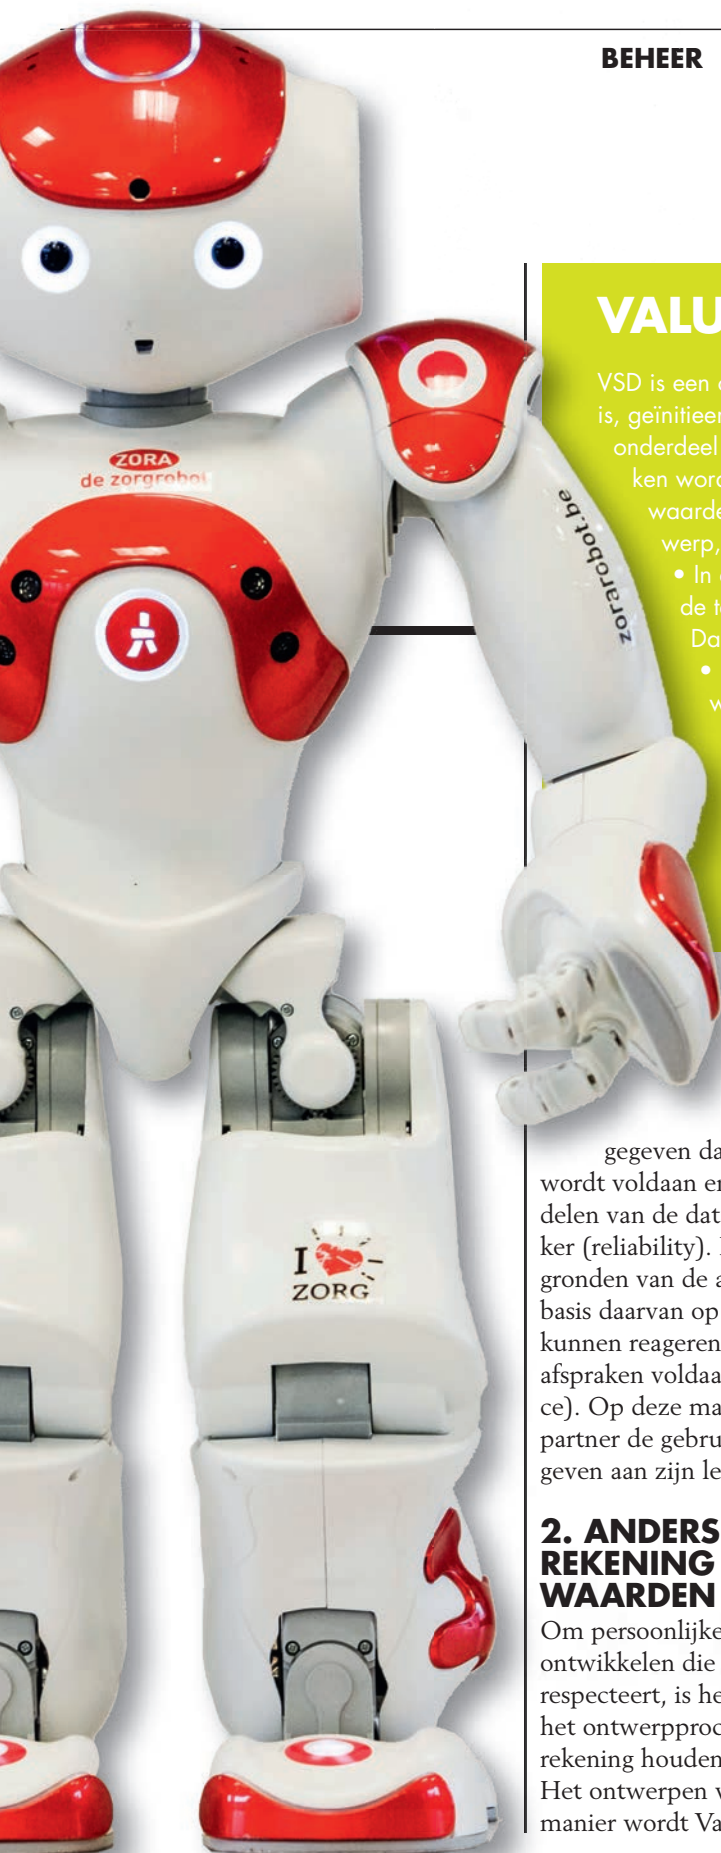 BEHEER
ZORA
de zorgrobot
zorarobot.be
I
ZORG
VALU
VSD is een
is, geïnitieer
onderdeel
ken word
waarde
werp,
• In
de t
Da
•
w
gegeven da
wordt voldaan en
delen van de dat
ker (reliability).
gronden van de a
basis daarvan op
kunnen reageren
afspraken voldaa
ce). Op deze ma
partner de gebru
geven aan zijn le
2. ANDERS
REKENING
WAARDEN
Om persoonlijke
ontwikkelen die
respecteert, is he
het ontwerpproc
rekening houden
Het ontwerpen v
manier wordt Va